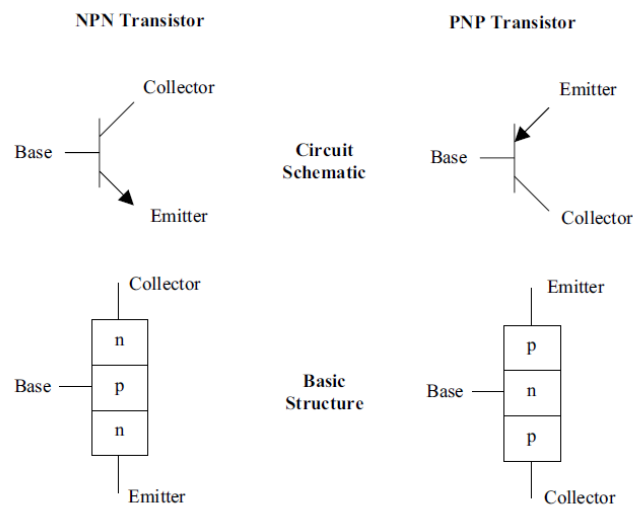 NPN Transistor
PNP Transistor
Collector
Base
Emitter
Circuit
Schematic
Emitter
Base
Collector
Collector
n
Base
p
n
Emitter
Basic
Structure
Emitter
p
Base
n
p
Collector